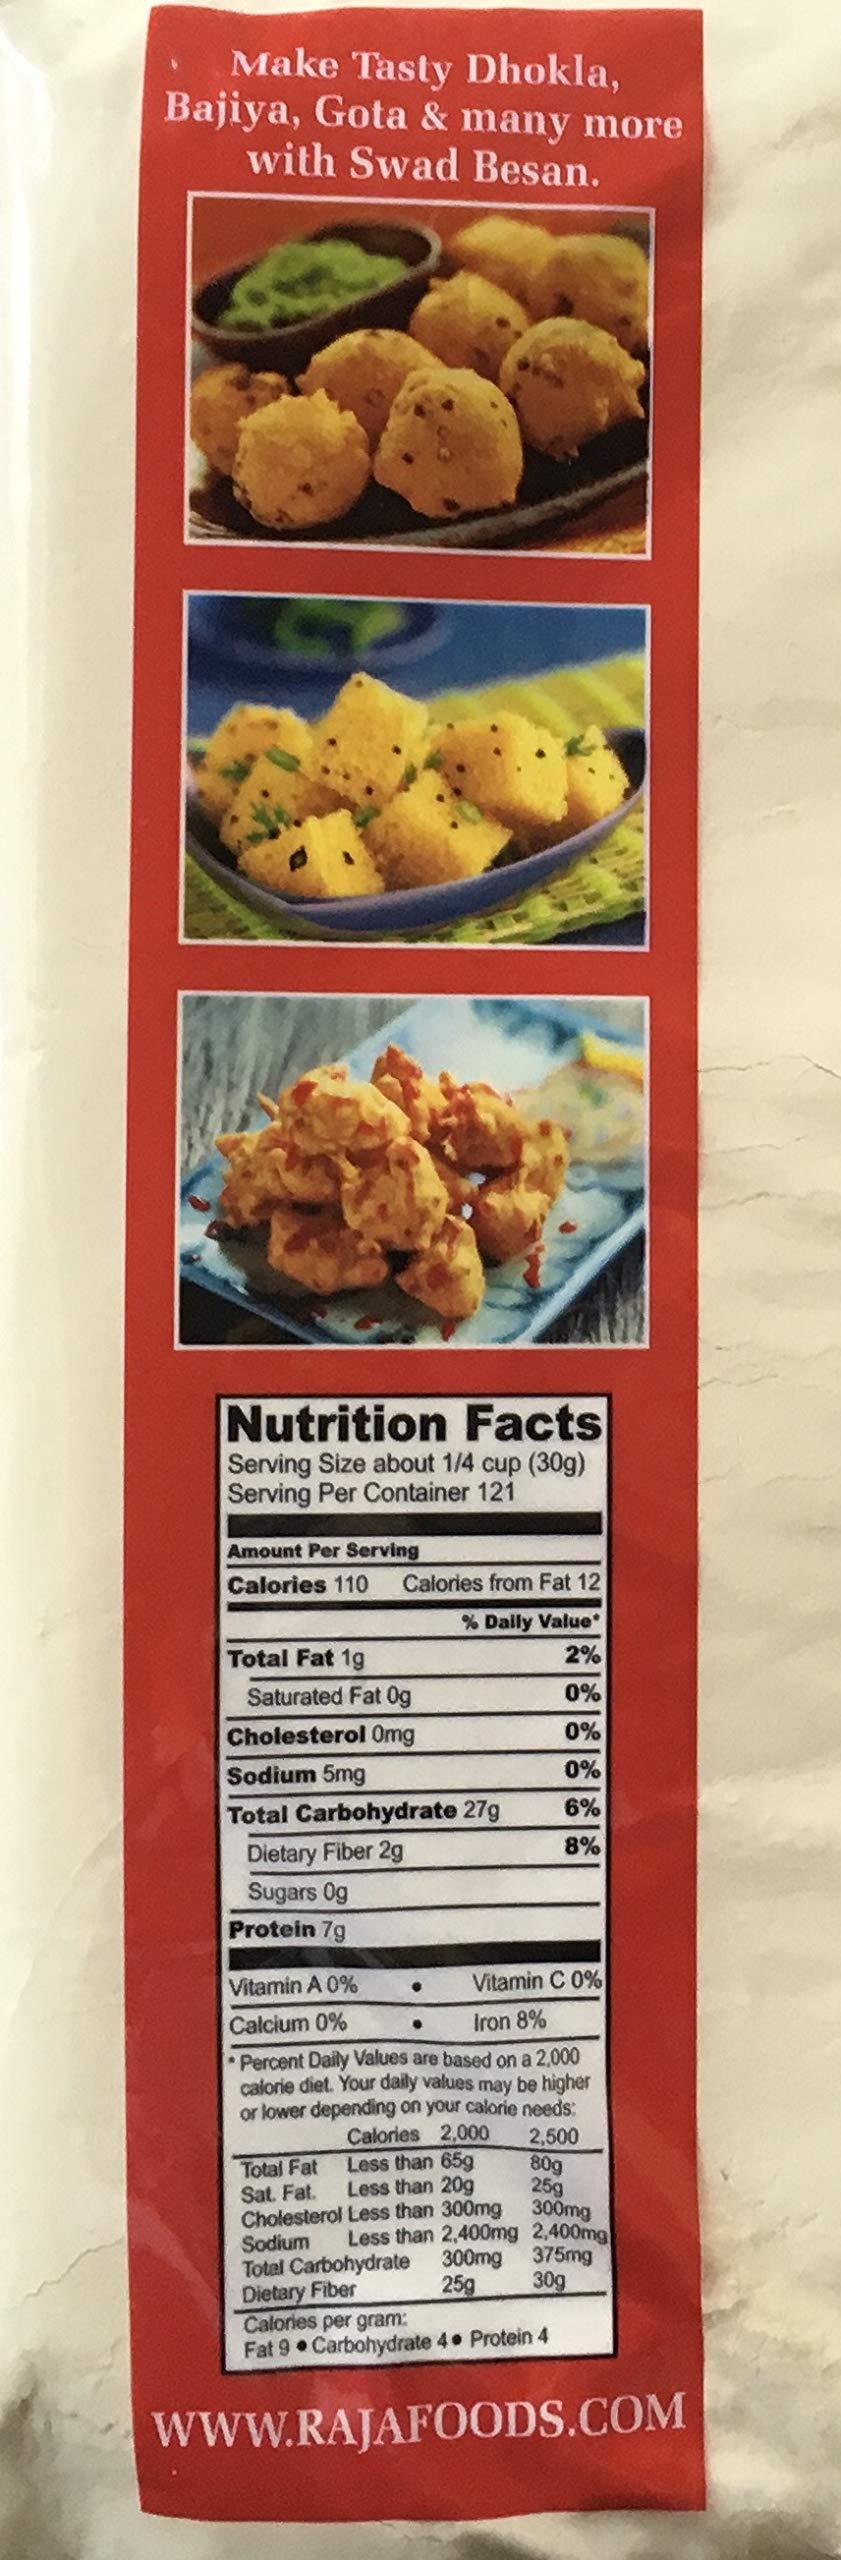 Make Tasty Dhokla,
Bajiya, Gota & many more
with Swad Besan.
Nutrition Facts
Serving Size about 1/4 cup (30g)
Serving Per Container 121
Amount Per Serving
Calories 110 Calories from Fat 12
% Daily Value*
Total Fat 1g 2%
Saturated Fat 0g 0%
Cholesterol 0mg 0%
Sodium 5mg 0%
Total Carbohydrate 27g 6%
Dietary Fiber 2g 8%
Sugars 0g
Protein 7g
Vitamin A 0% • Vitamin C 0%
Calcium 0% • Iron 8%
* Percent Daily Values are based on a 2,000
calorie diet. Your daily values may be higher
or lower depending on your calorie needs:
Calories 2,000 2,500
Total Fat Less than 65g 80g
Sat. Fat. Less than 20g 25g
Cholesterol Less than 300mg 300mg
Sodium Less than 2,400mg 2,400mg
Total Carbohydrate 300mg 375mg
Dietary Fiber 25g 30g
Calories per gram:
Fat 9 • Carbohydrate 4 • Protein 4
WWW.RAJAFOODS.COM